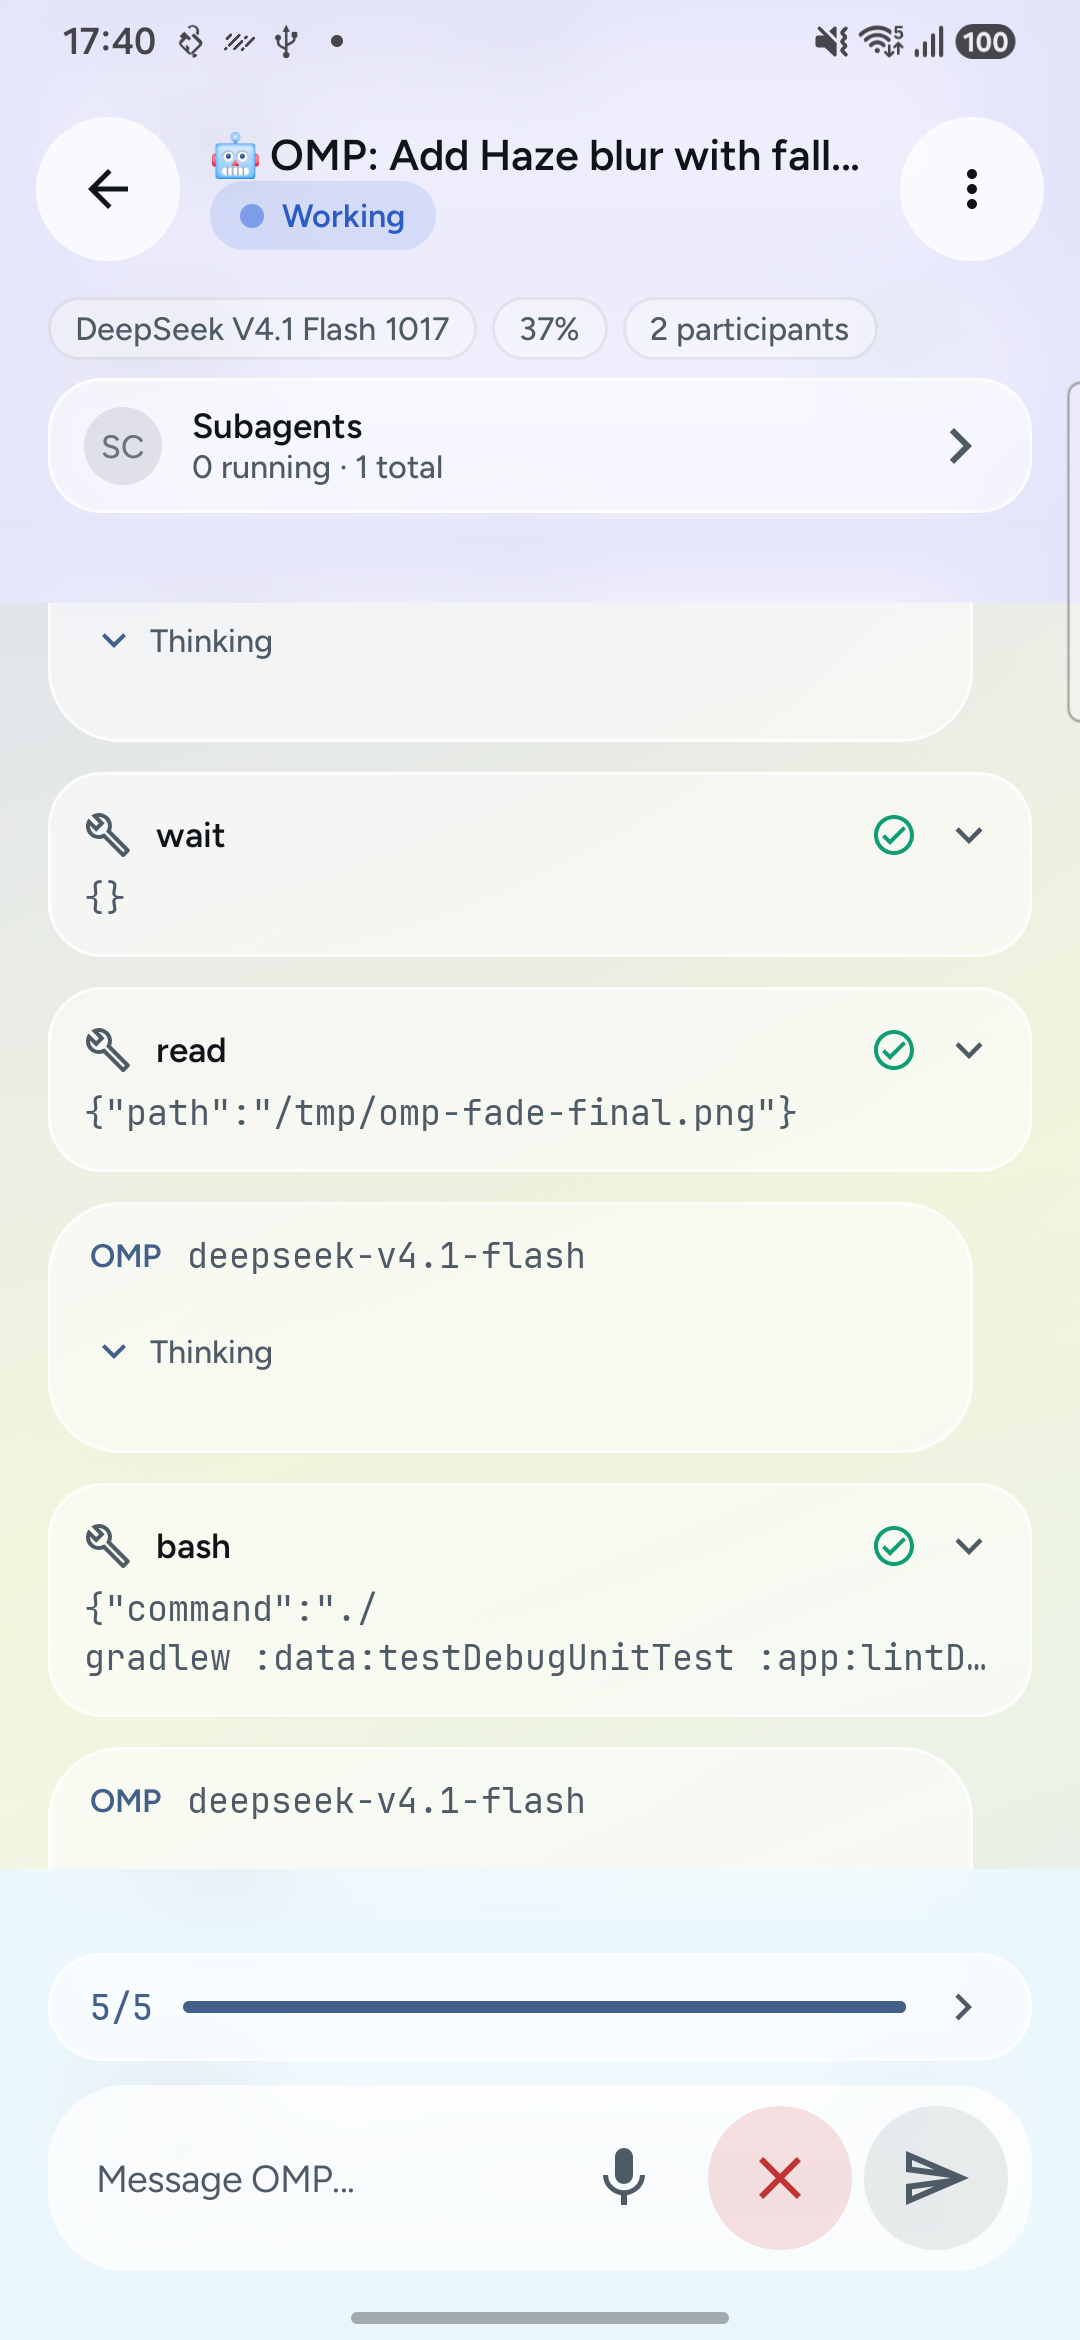 17:40
5
100
OMP: Add Haze blur with fall...
Working
DeepSeek V4.1 Flash 1017
37%
2 participants
SC
Subagents
0 running · 1 total
Thinking
wait
{}
read
{"path":"/tmp/omp-fade-final.png"}
OMP deepseek-v4.1-flash
Thinking
bash
{"command":"./
gradlew :data:testDebugUnitTest :app:lintD…
OMP deepseek-v4.1-flash
5/5
Message OMP...